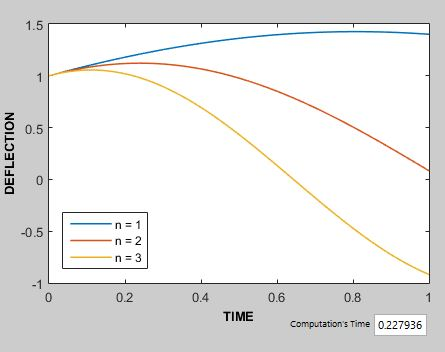 1.5
1
0.5
0
-0.5
-1
DEFLECTION
n = 1
n = 2
n = 3
0 0.2 0.4 0.6 0.8 1
TIME
Computation's Time 0.227936